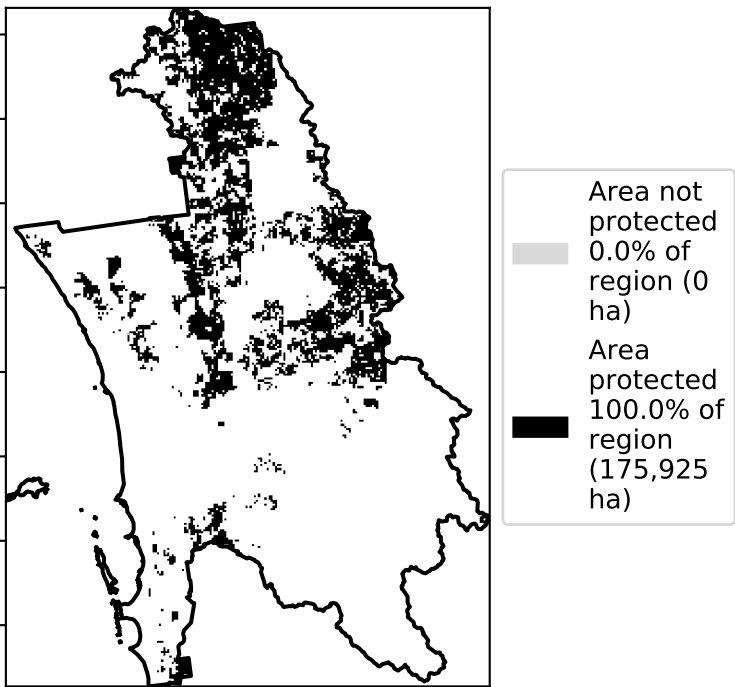 Area not
protected
0.0% of
region (0
ha)
Area
protected
100.0% of
region
(175,925
ha)